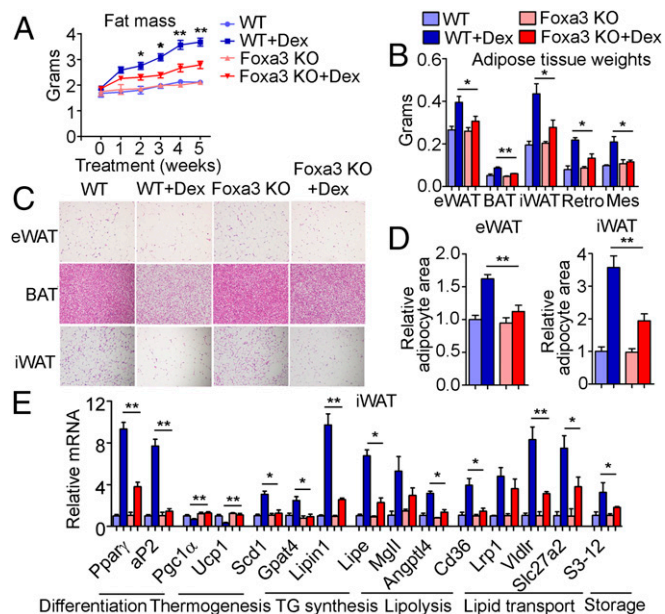 A
Fat mass
Grams
4
3
2
1
0
* * ** **
0 1 2 3 4 5
Treatment (weeks)
WT
WT+Dex
Foxa3 KO
Foxa3 KO+Dex
WT
Foxa3 KO
WT+Dex
Foxa3 KO+Dex
B
Adipose tissue weights
Grams
0.6
0.4
0.2
0.0
* ** * * *
eWAT BAT iWAT Retro Mes
C
WT WT+Dex Foxa3 KO Foxa3 KO
+Dex
eWAT
BAT
iWAT
D
eWAT
Relative
adipocyte area
2.0
1.5
1.0
0.5
0.0
**
iWAT
Relative
adipocyte area
4
3
2
1
0
**
E
iWAT
Relative mRNA
12
8
4
0
** ** ** ** * * ** * * * ** * *
Pparγ aP2 Pgc1α Ucp1 Scd1 Gpat4 Lipin1 Lipe Mgll Angptl4 Cd36 Lrp1 Vldlr Slc27a2 S3-12
Differentiation Thermogenesis TG synthesis Lipolysis Lipid transport Storage